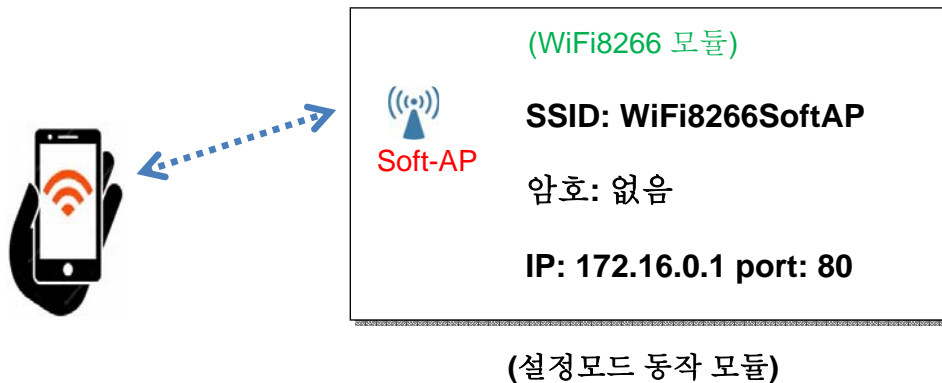 (WiFi8266 모듈)
SSID: WiFi8266SoftAP
Soft-AP
암호: 없음
IP: 172.16.0.1 port: 80
(설정모드 동작 모듈)